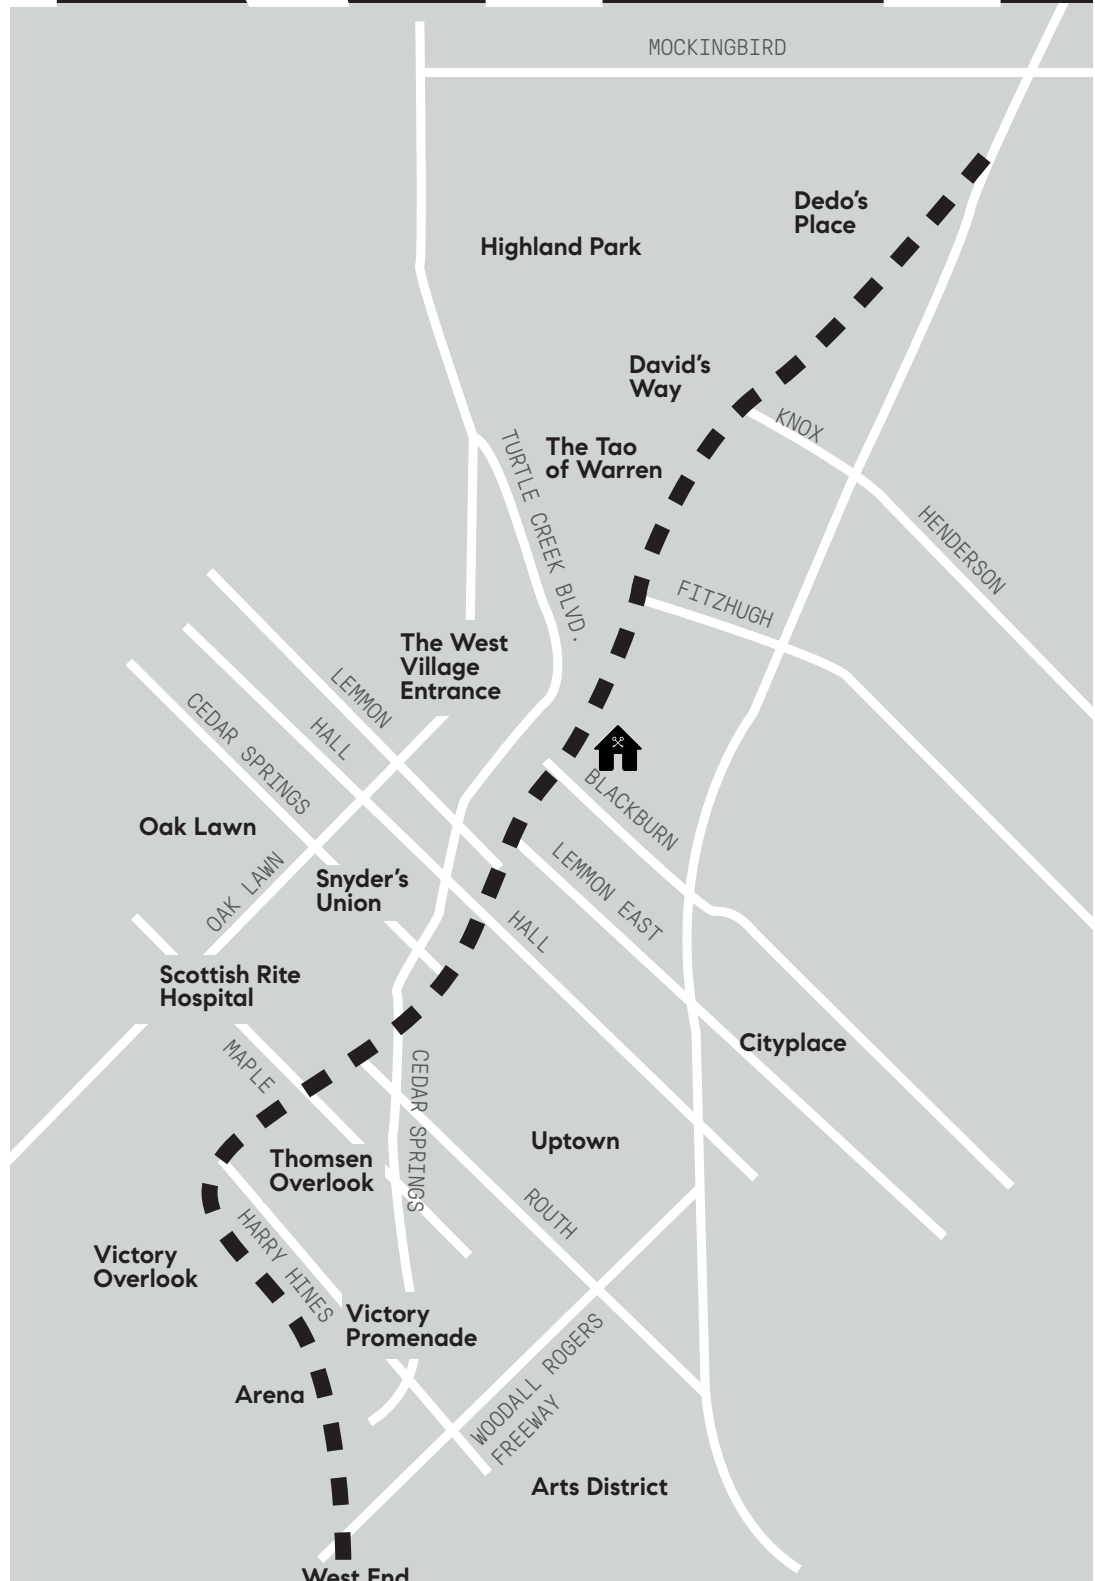 MOCKINGBIRD
Dedo's
Place
Highland Park
David's
Way
KNOX
TURTLE CREEK BLVD.
The Tao
of Warren
HENDERSON
FITZHUGH
The West
Village
Entrance
LEMMON
HALL
CEDAR SPRINGS
BLACKBURN
Oak Lawn
OAK LAWN
LEMMON EAST
Snyder's
Union
HALL
Scottish Rite
Hospital
MAPLE
CEDAR SPRINGS
Cityplace
Uptown
Thomsen
Overlook
ROUTH
HARRY HINES
Victory
Overlook
Victory
Promenade
WOODALL ROGERS
FREEWAY
Arena
Arts District
West End